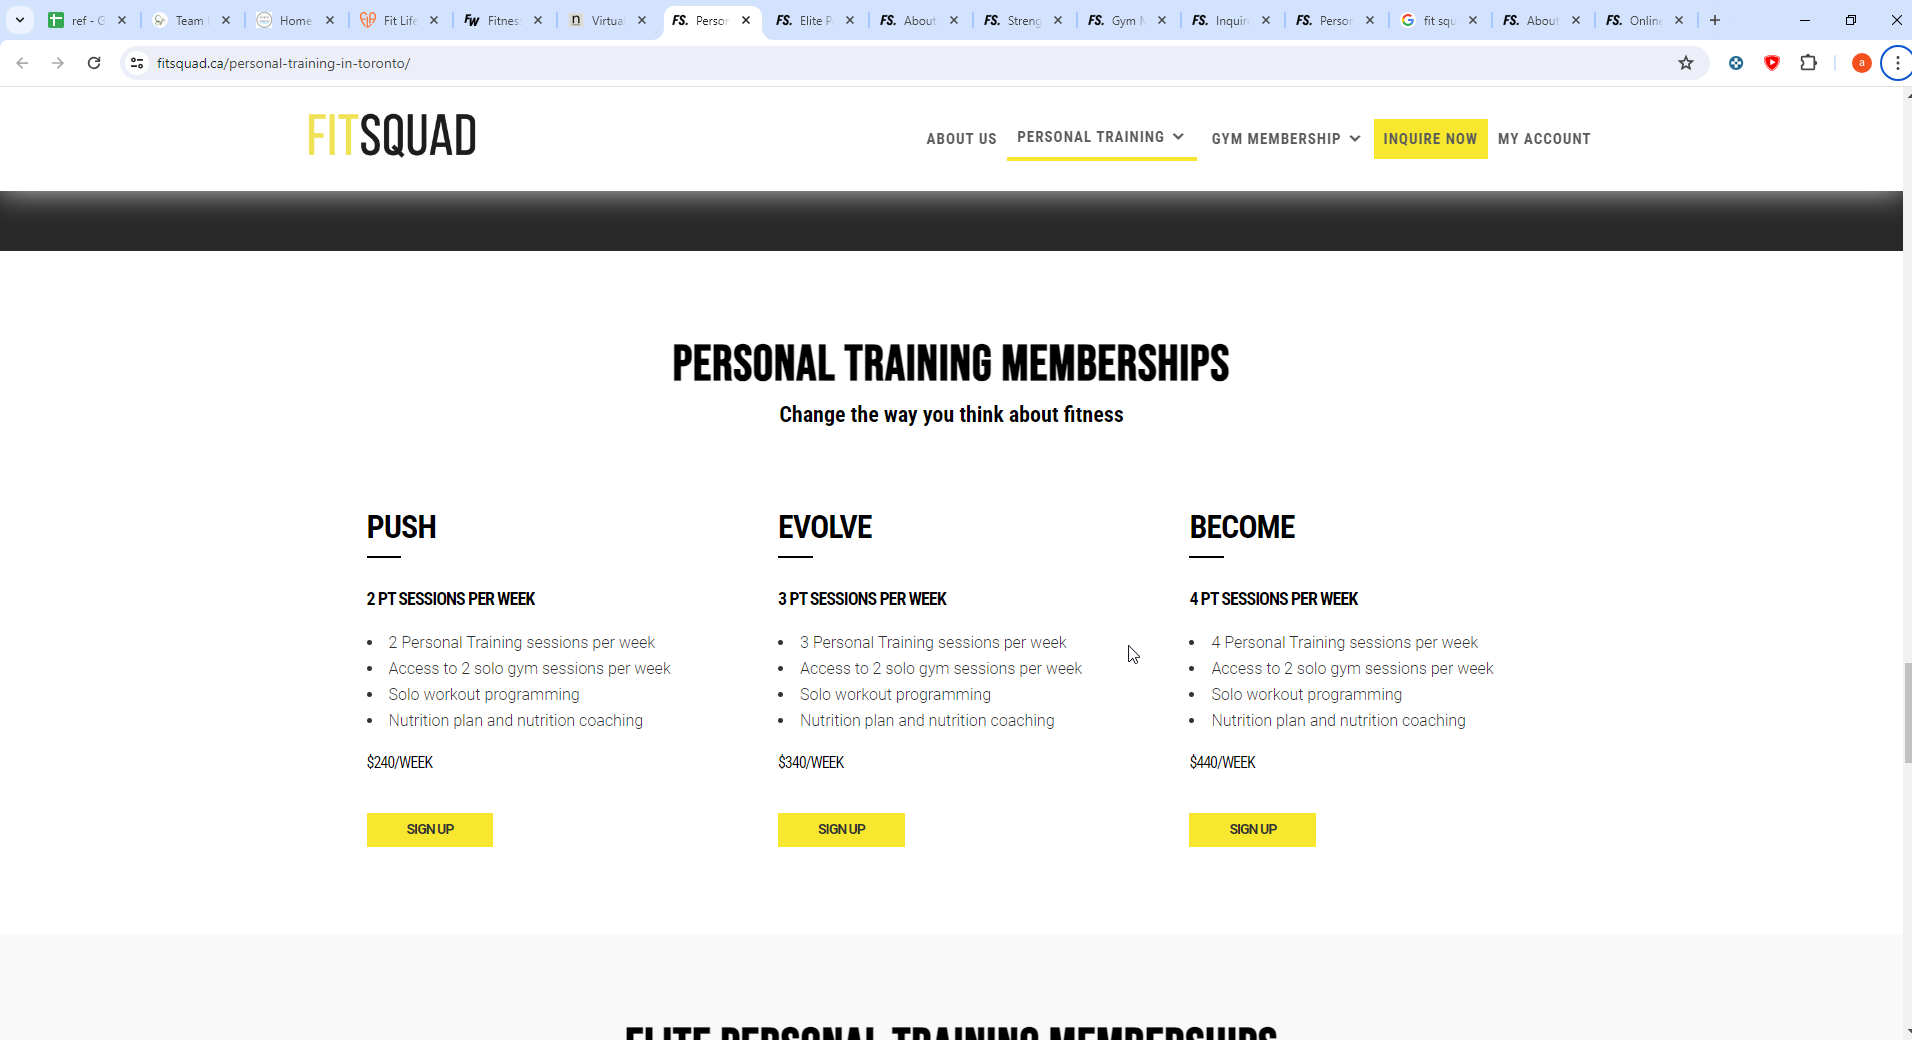 ref - G
Team
Home
Fit Life
Fitness
Virtua
Person
Elite P
About
Streng
Gym M
Inquir
Person
fit squ
About
Online
fitsquad.ca/personal-training-in-toronto/
a
FITSQUAD
ABOUT US
PERSONAL TRAINING
GYM MEMBERSHIP
INQUIRE NOW
MY ACCOUNT
PERSONAL TRAINING MEMBERSHIPS
Change the way you think about fitness
PUSH
2 PT SESSIONS PER WEEK
• 2 Personal Training sessions per week
• Access to 2 solo gym sessions per week
• Solo workout programming
• Nutrition plan and nutrition coaching
$240/WEEK
SIGN UP
EVOLVE
3 PT SESSIONS PER WEEK
• 3 Personal Training sessions per week
• Access to 2 solo gym sessions per week
• Solo workout programming
• Nutrition plan and nutrition coaching
$340/WEEK
SIGN UP
BECOME
4 PT SESSIONS PER WEEK
• 4 Personal Training sessions per week
• Access to 2 solo gym sessions per week
• Solo workout programming
• Nutrition plan and nutrition coaching
$440/WEEK
SIGN UP
ELITE PERSONAL TRAINING MEMBERSHIPS